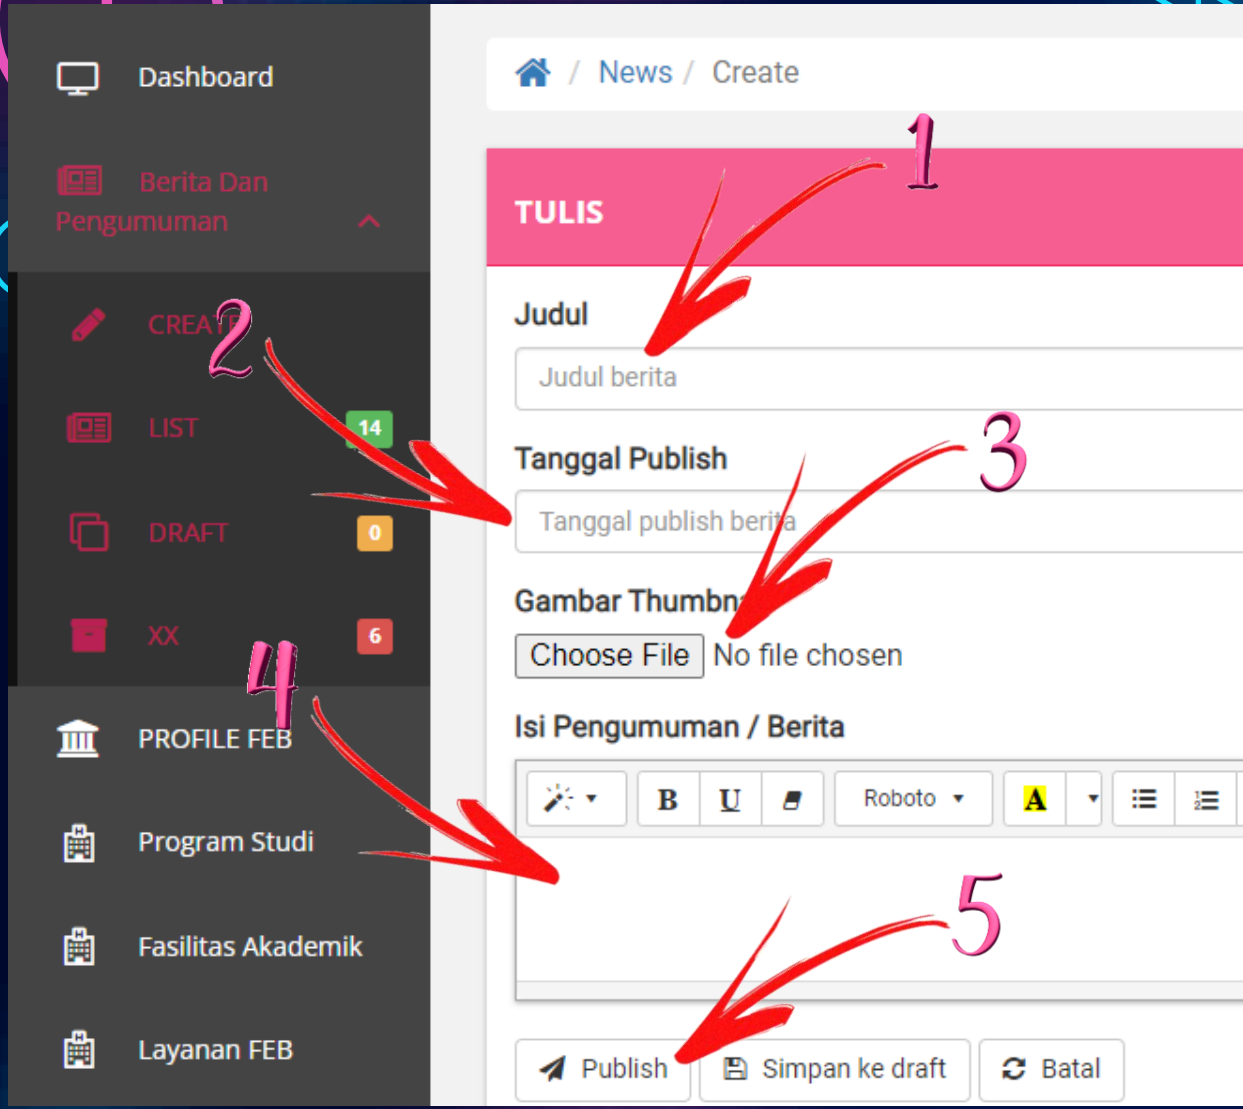 Dashboard
Berita Dan
Pengumuman
CREATE
LIST 14
DRAFT 0
XX 6
PROFILE FEB
Program Studi
Fasilitas Akademik
Layanan FEB
/ News / Create
1
TULIS
Judul
Judul berita
2
Tanggal Publish
Tanggal publish berita
3
Gambar Thumbna
Choose File No file chosen
4
Isi Pengumuman / Berita
B U Roboto A
5
Publish Simpan ke draft Batal